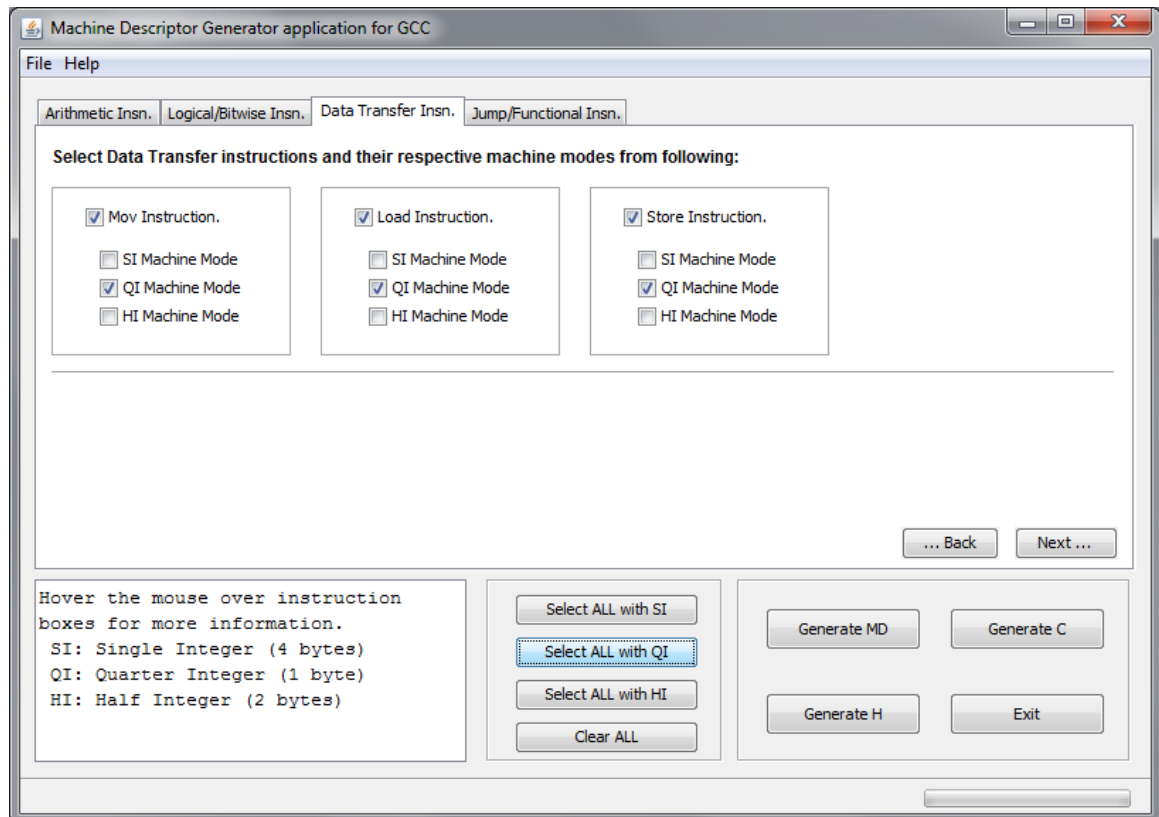 Machine Descriptor Generator application for GCC
File Help
Arithmetic Insn. Logical/Bitwise Insn. Data Transfer Insn. Jump/Functional Insn.
Select Data Transfer instructions and their respective machine modes from following:
Mov Instruction.
SI Machine Mode
QI Machine Mode
HI Machine Mode
Load Instruction.
SI Machine Mode
QI Machine Mode
HI Machine Mode
Store Instruction.
SI Machine Mode
QI Machine Mode
HI Machine Mode
... Back Next ...
Hover the mouse over instruction
boxes for more information.
SI: Single Integer (4 bytes)
QI: Quarter Integer (1 byte)
HI: Half Integer (2 bytes)
Select ALL with SI
Select ALL with QI
Select ALL with HI
Clear ALL
Generate MD Generate C
Generate H Exit